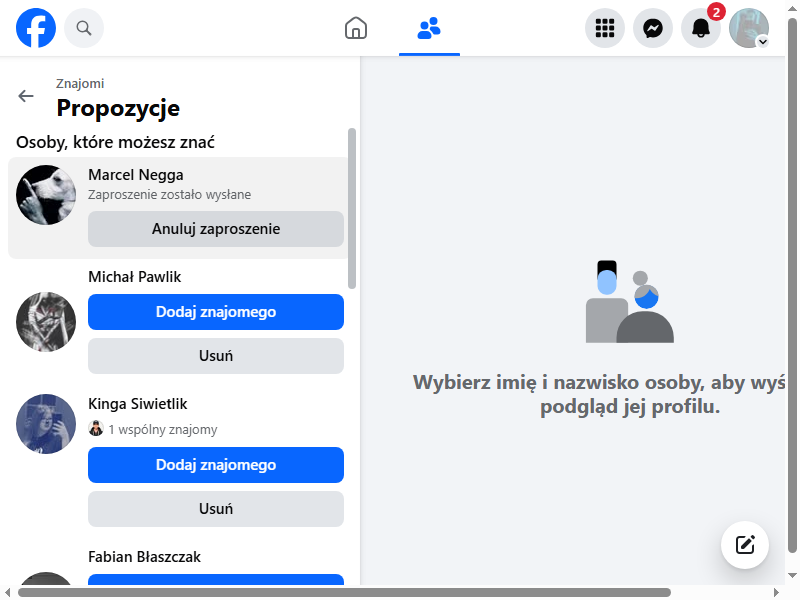 2
Znajomi
Propozycje
Osoby, które możesz znać
Marcel Negga
Zaproszenie zostało wysłane
Anuluj zaproszenie
Michał Pawlik
Dodaj znajomego
Usuń
Kinga Siwietlik
1 wspólny znajomy
Dodaj znajomego
Usuń
Fabian Błaszczak
Wybierz imię i nazwisko osoby, aby wyś
podgląd jej profilu.